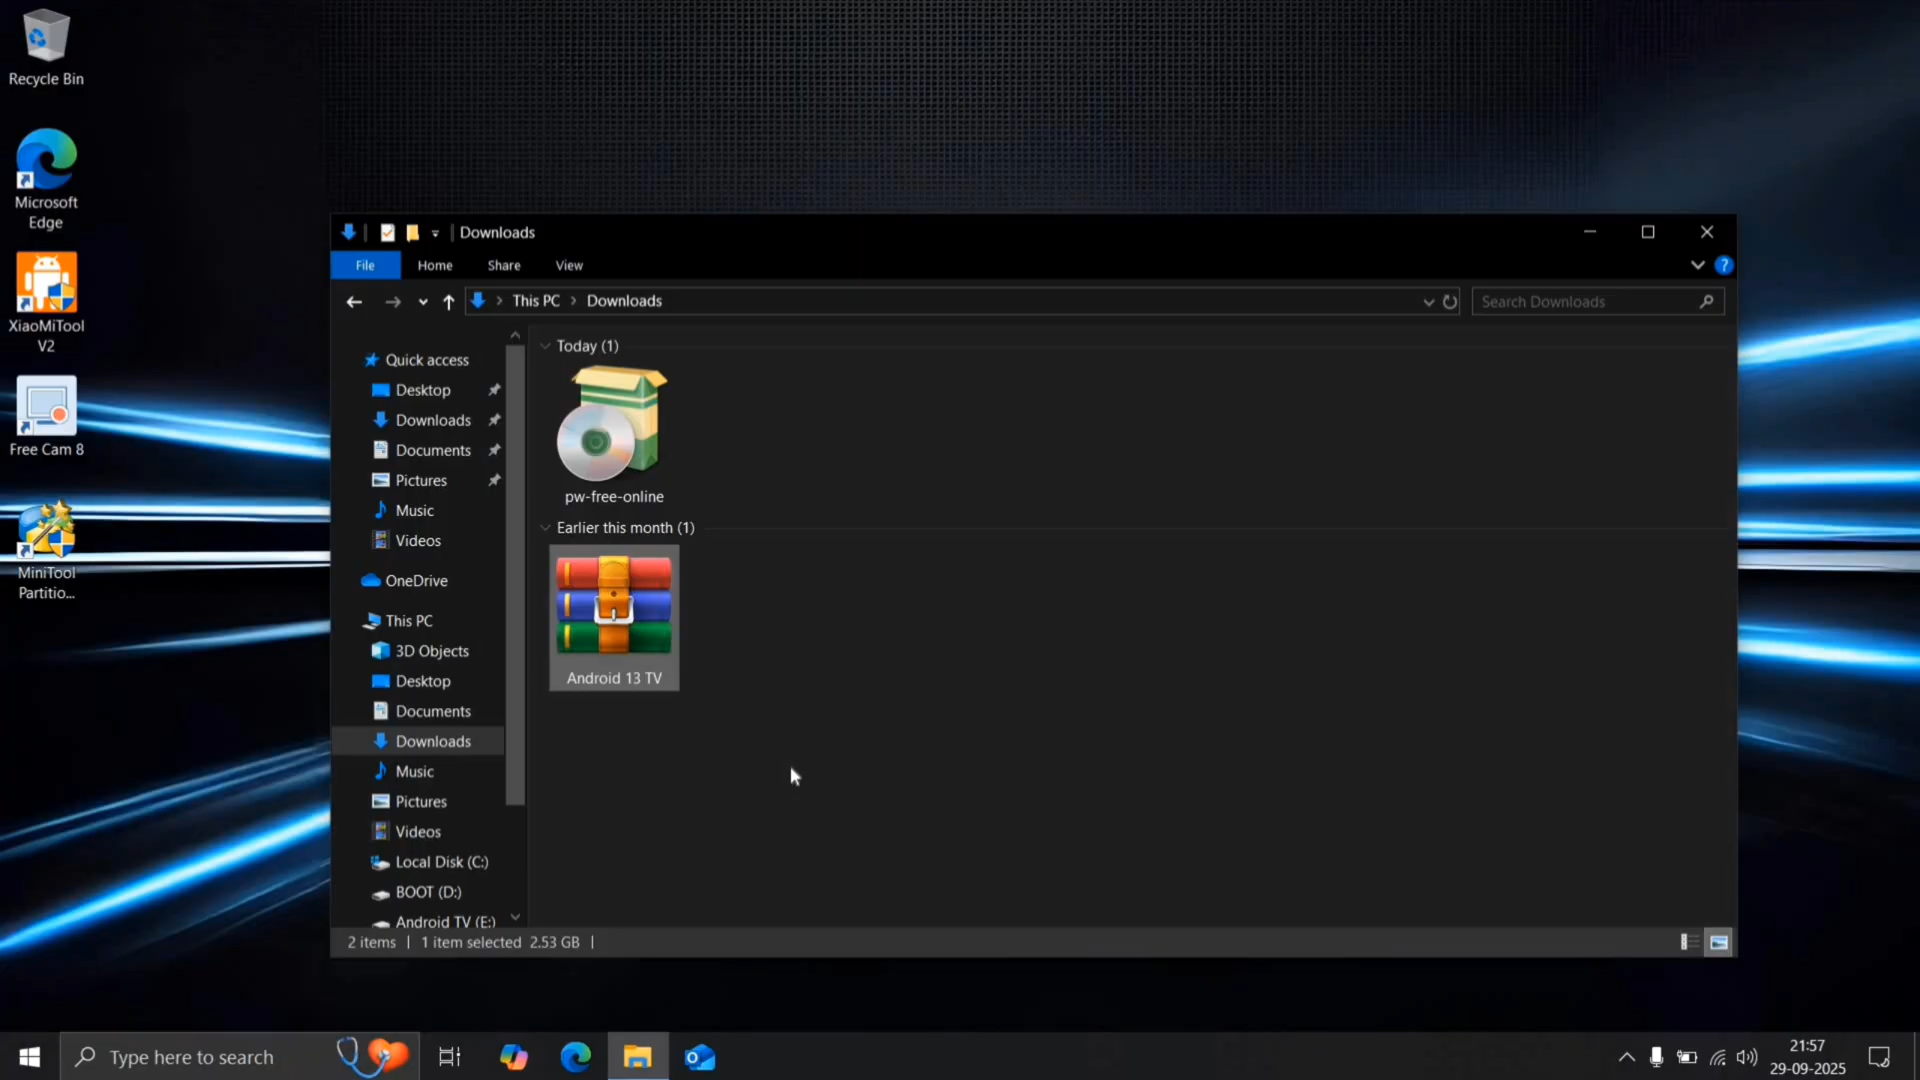 Recycle Bin
Microsoft
Edge
XiaoMiTool
V2
Free Cam 8
MiniTool
Partitio...
Downloads
File
Home
Share
View
?
This PC
Downloads
Search Downloads
Quick access
Desktop
Downloads
Documents
Pictures
Music
Videos
OneDrive
This PC
3D Objects
Desktop
Documents
Downloads
Music
Pictures
Videos
Local Disk (C:)
BOOT (D:)
Android TV (E:)
Today (1)
pw-free-online
Earlier this month (1)
Android 13 TV
2 items
1 item selected 2.53 GB
Type here to search
21:57
29-09-2025